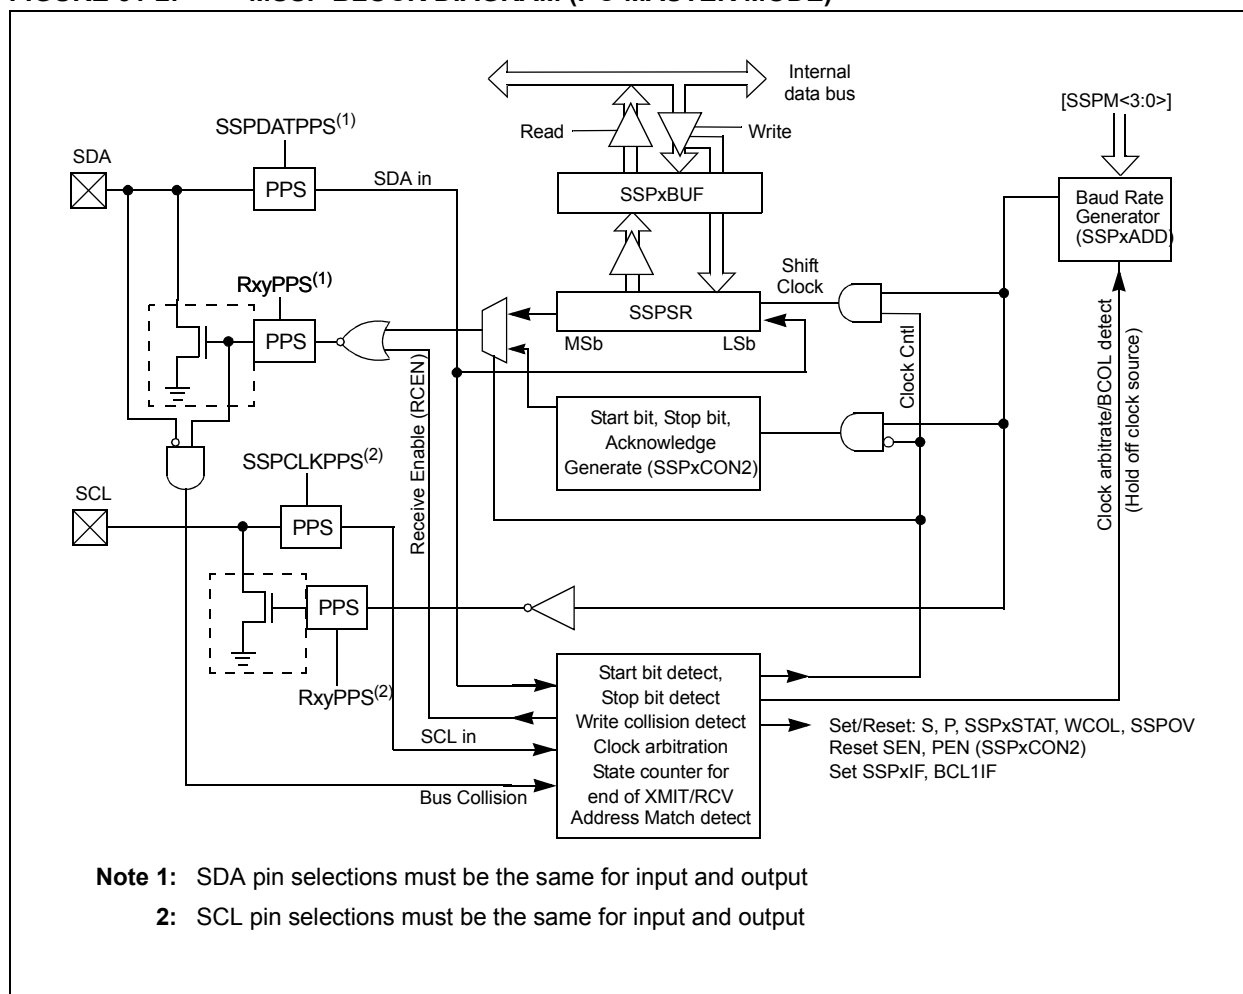 Internal
data bus
[SSPM<3:0>]
SSPDATPPS(1)
Read
Write
SDA
PPS
SDA in
SSPxBUF
Baud Rate
Generator
(SSPxADD)
Shift
Clock
RxyPPS(1)
SSPSR
PPS
MSb
LSb
Receive Enable (RCEN)
Clock Cntl
Clock arbitrate/BCOL detect
(Hold off clock source)
Start bit, Stop bit,
Acknowledge
Generate (SSPxCON2)
SSPCLKPPS(2)
SCL
PPS
PPS
RxyPPS(2)
Start bit detect,
Stop bit detect
Write collision detect
Clock arbitration
State counter for
end of XMIT/RCV
Address Match detect
SCL in
Bus Collision
Set/Reset: S, P, SSPxSTAT, WCOL, SSPOV
Reset SEN, PEN (SSPxCON2)
Set SSPxIF, BCL1IF
Note 1: SDA pin selections must be the same for input and output
2: SCL pin selections must be the same for input and output